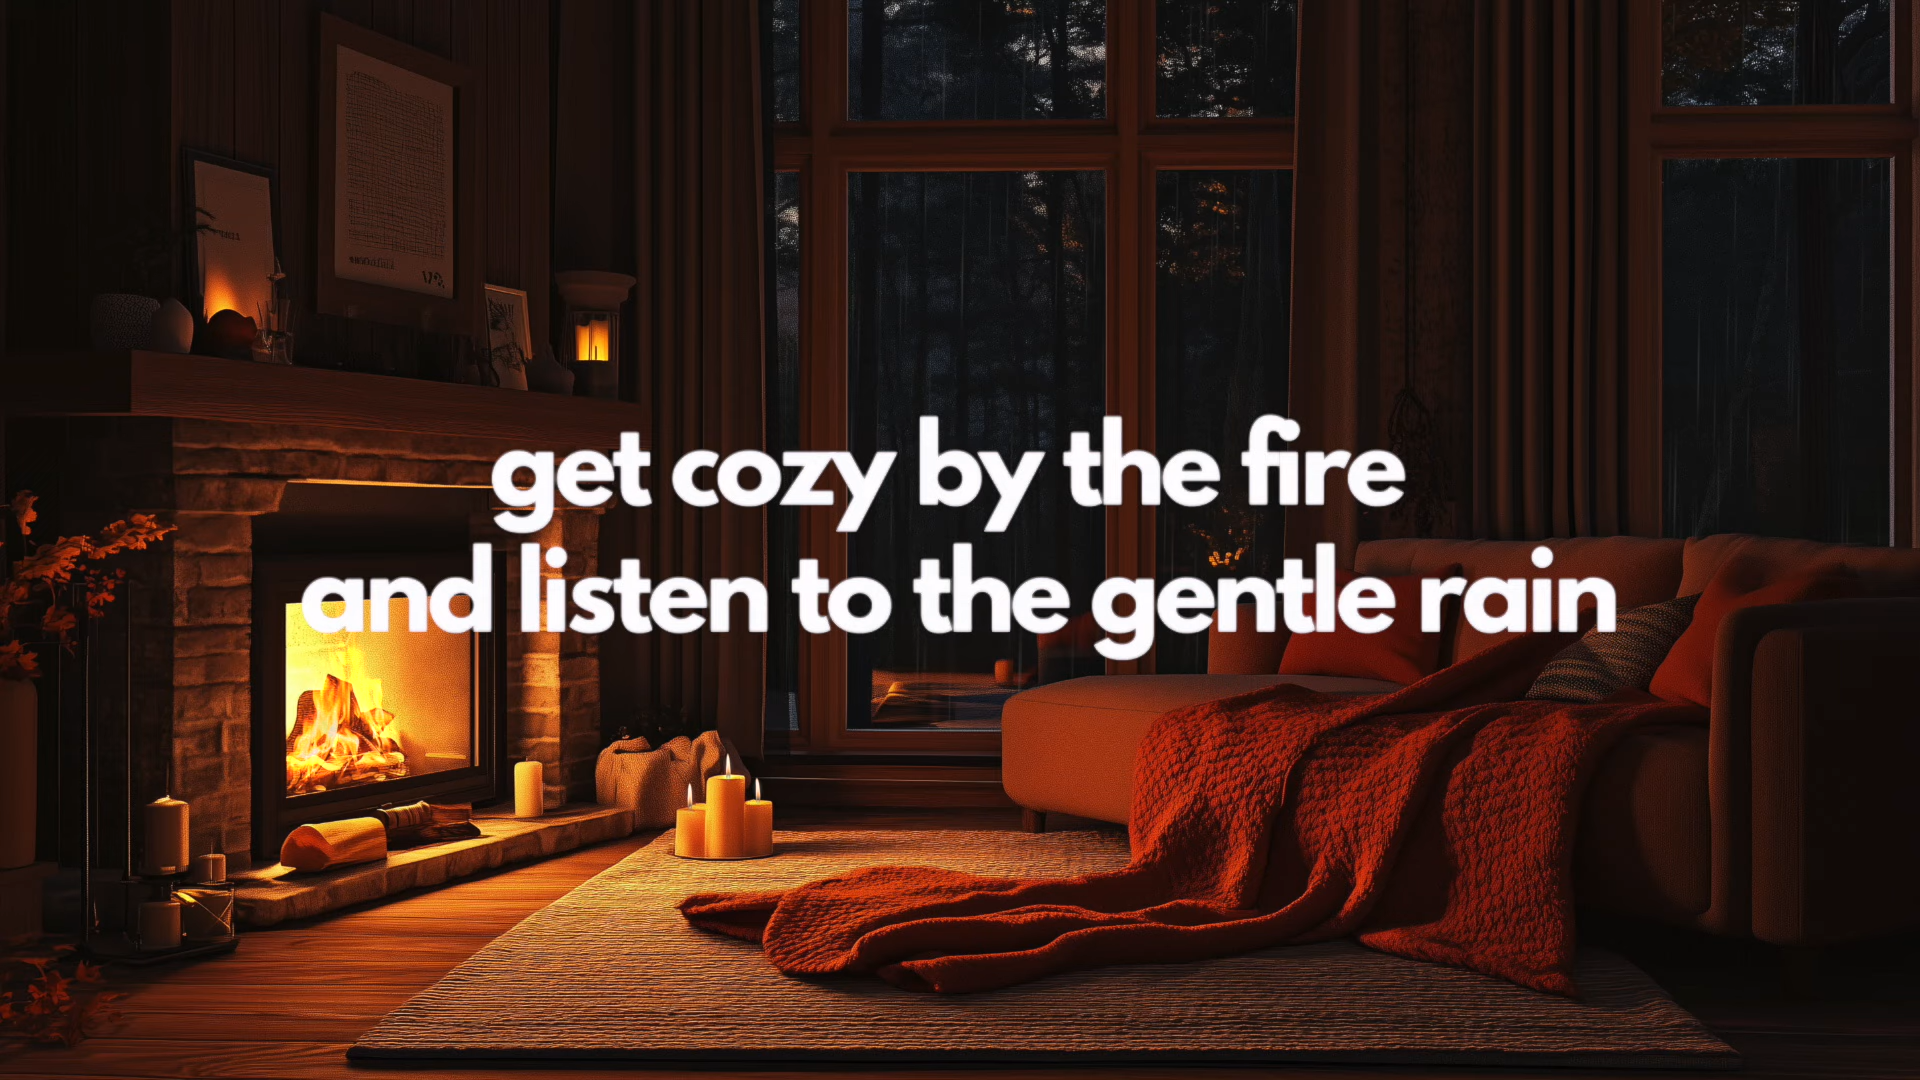 get cozy by the fire
and listen to the gentle rain